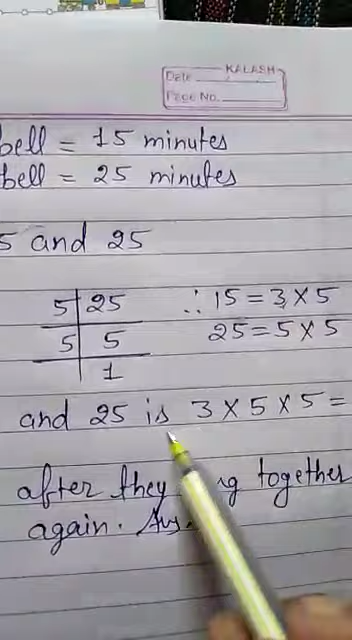 KALASH
Date
Page No.
bell = 15 minutes
bell = 25 minutes
5 and 25
5 25 ∴ 15 = 3 × 5
5 5 25 = 5 × 5
1
and 25 is 3 × 5 × 5 =
after they together
again. Ans.